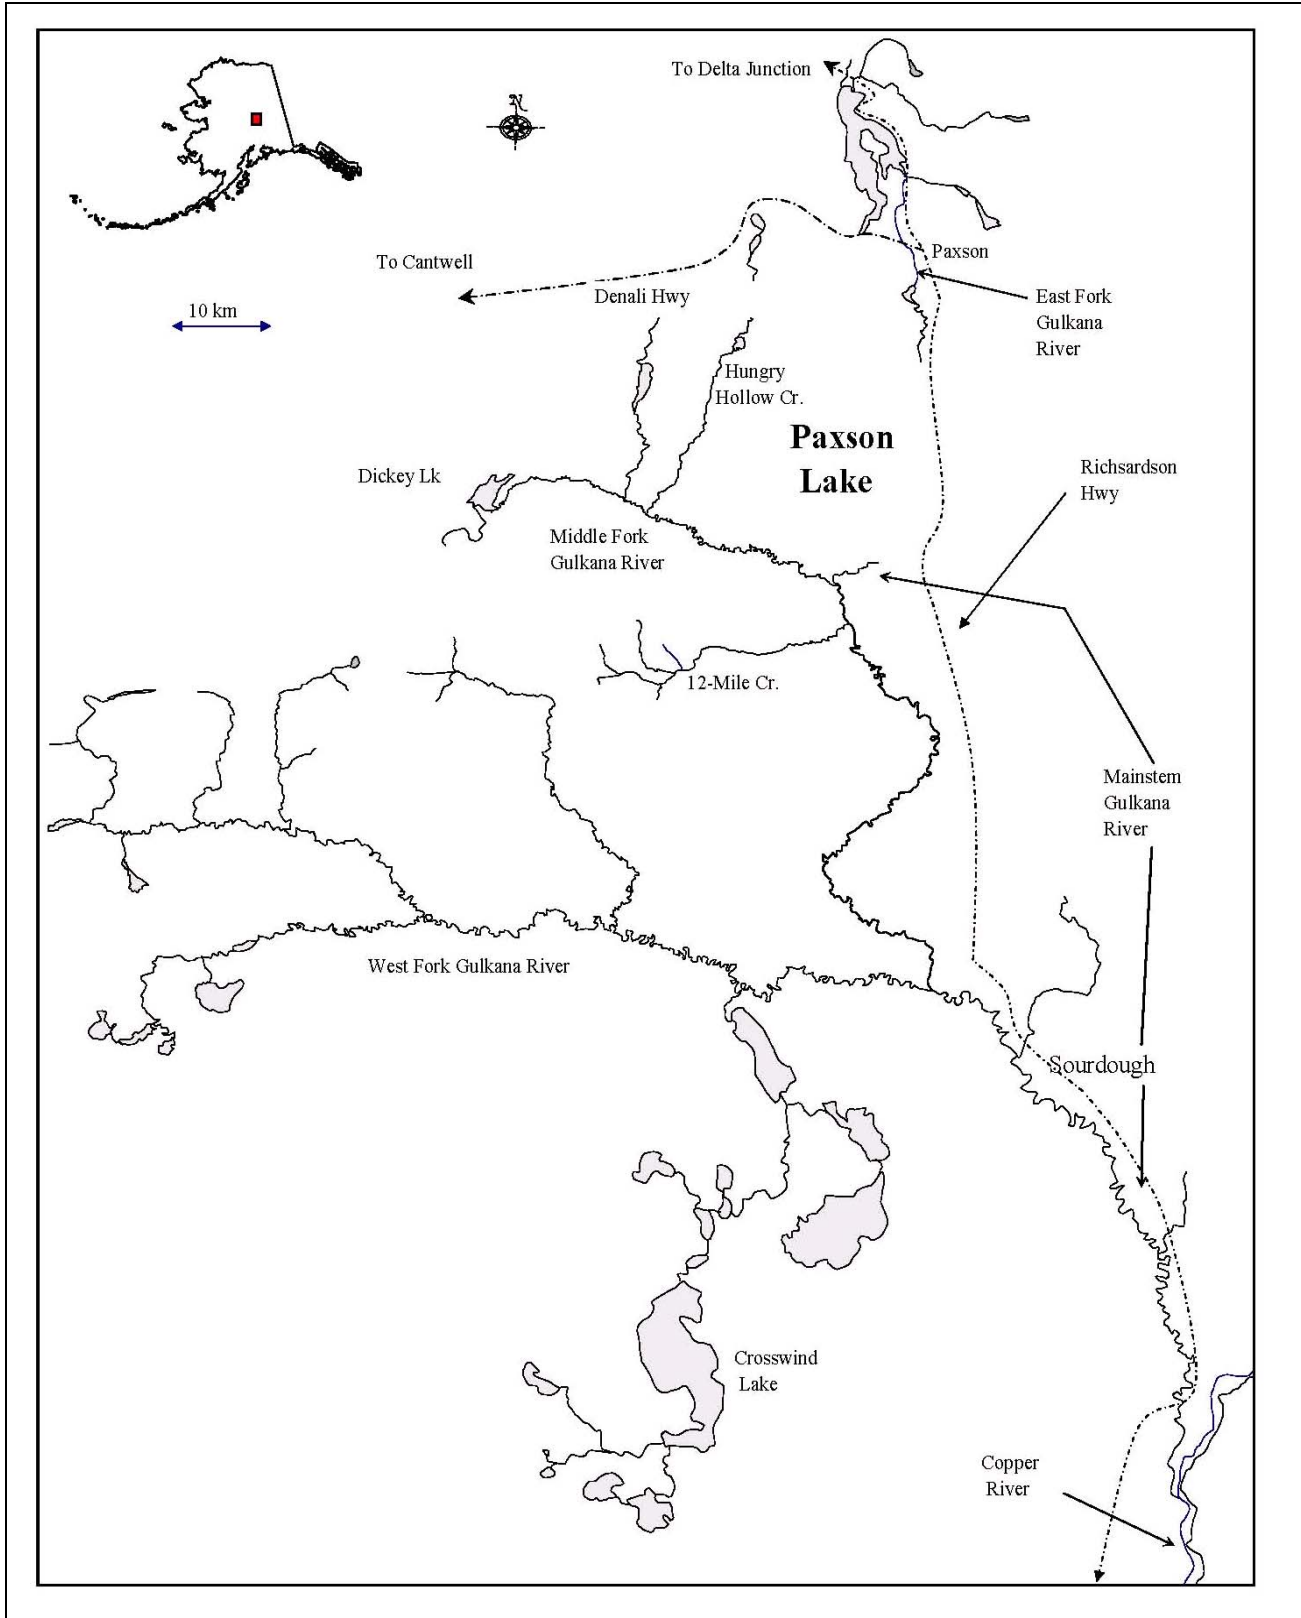 To Delta Junction
N
Paxson
To Cantwell
10 km
Denali Hwy
East Fork
Gulkana
River
Hungry
Hollow Cr.
Paxson
Lake
Richsardson
Hwy
Dickey Lk
Middle Fork
Gulkana River
12-Mile Cr.
Mainstem
Gulkana
River
West Fork Gulkana River
Sourdough
Crosswind
Lake
Copper
River